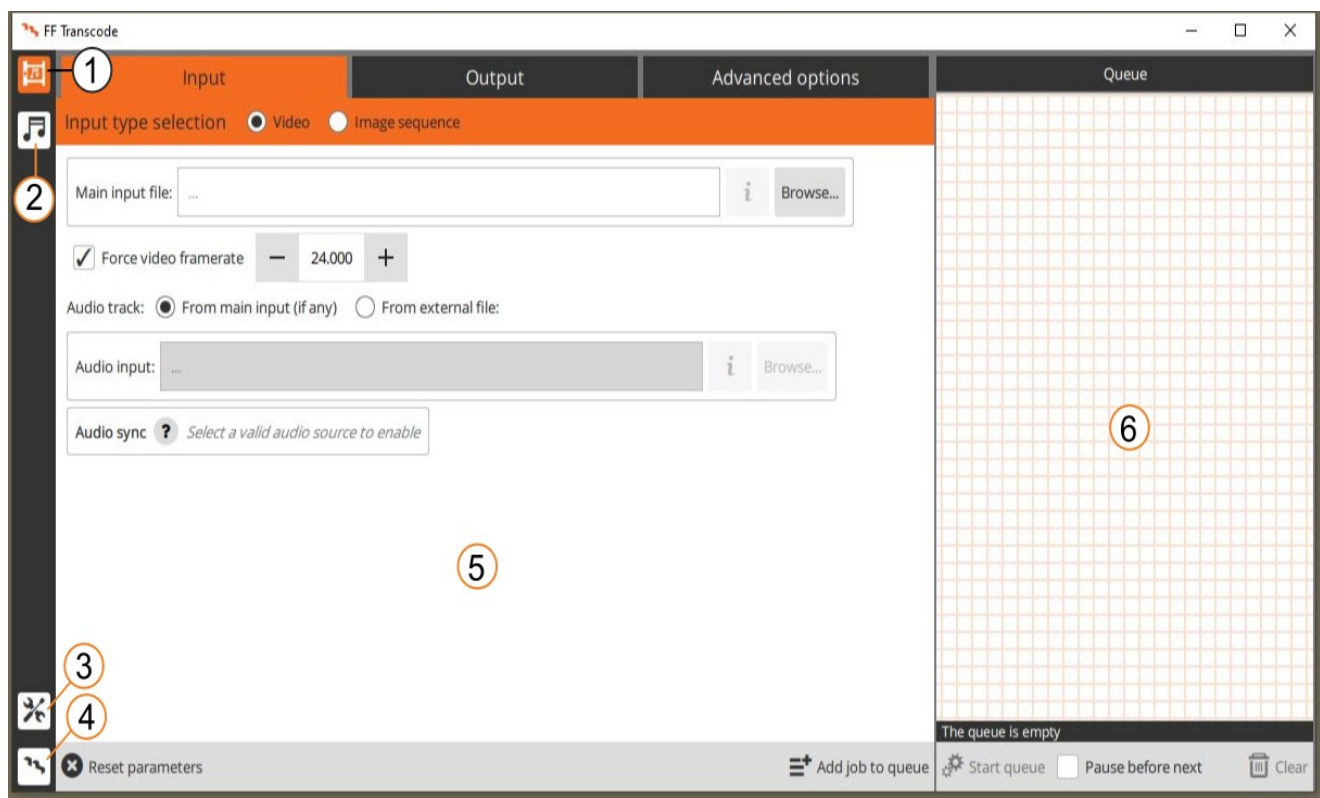 FF Transcode
1
Input
Output
Advanced options
Queue
Input type selection Video Image sequence
2
Main input file: ... i Browse...
Force video framerate − 24.000 +
Audio track: From main input (if any) From external file:
Audio input: ... i Browse...
Audio sync ? Select a valid audio source to enable
6
5
3
4
The queue is empty
Reset parameters
Add job to queue
Start queue
Pause before next
Clear